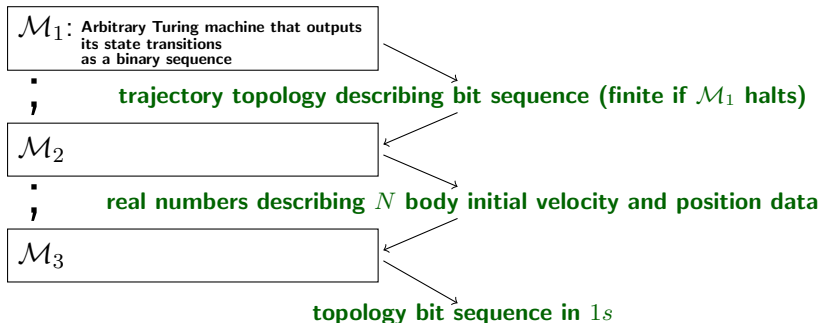 M₁: Arbitrary Turing machine that outputs
its state transitions
as a binary sequence
;
trajectory topology describing bit sequence (finite if M₁ halts)
M₂
;
real numbers describing N body initial velocity and position data
M₃
topology bit sequence in 1s